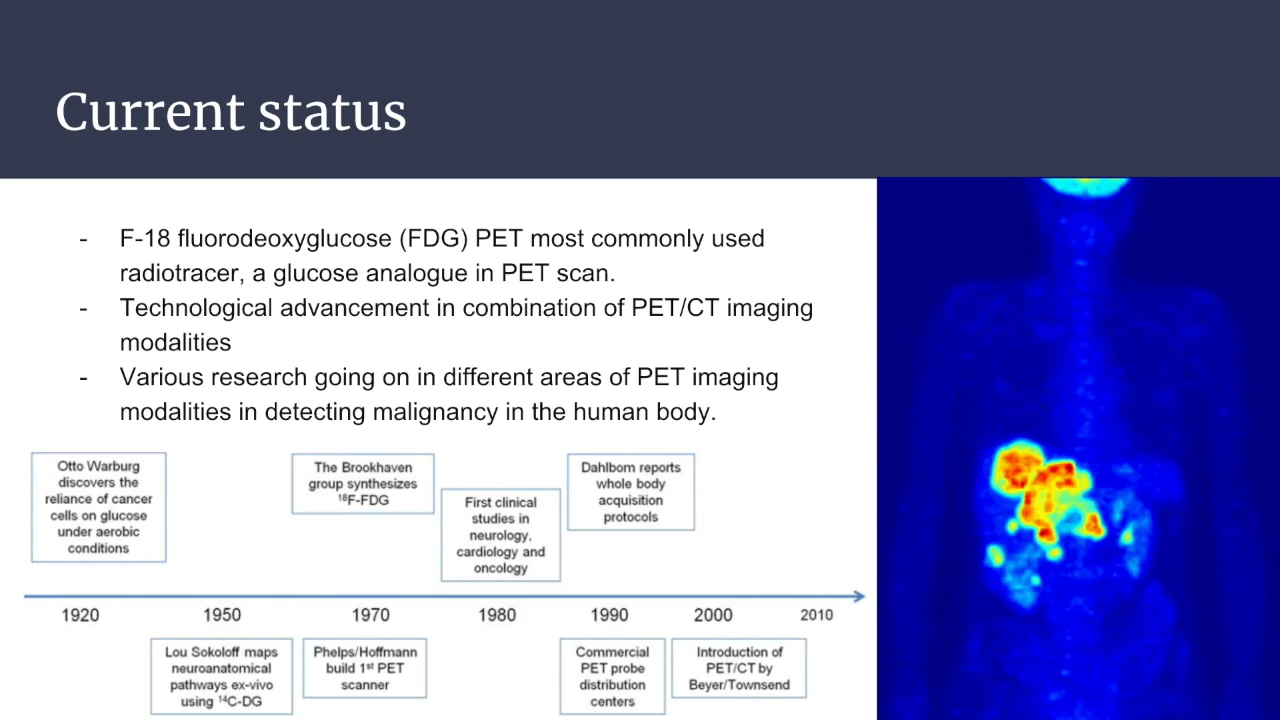 Current status
- F-18 fluorodeoxyglucose (FDG) PET most commonly used
radiotracer, a glucose analogue in PET scan.
- Technological advancement in combination of PET/CT imaging
modalities
- Various research going on in different areas of PET imaging
modalities in detecting malignancy in the human body.
Otto Warburg
discovers the
reliance of cancer
cells on glucose
under aerobic
conditions
The Brookhaven
group synthesizes
¹⁸F-FDG
First clinical
studies in
neurology,
cardiology and
oncology
Dahlbom reports
whole body
acquisition
protocols
1920 1950 1970 1980 1990 2000 2010
Lou Sokoloff maps
neuroanatomical
pathways ex-vivo
using ¹⁴C-DG
Phelps/Hoffmann
build 1ˢᵗ PET
scanner
Commercial
PET probe
distribution
centers
Introduction of
PET/CT by
Beyer/Townsend